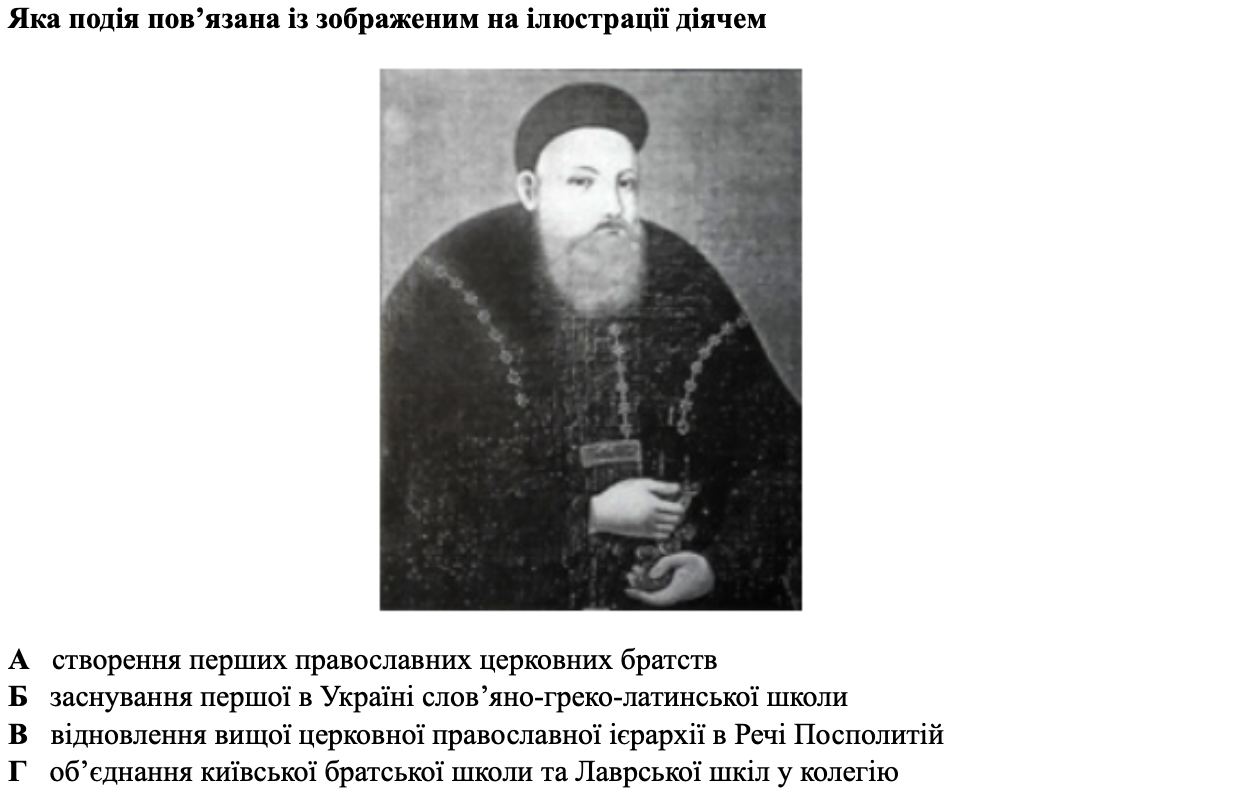 Яка подія пов’язана із зображеним на ілюстрації діячем
А створення перших православних церковних братств
Б заснування першої в Україні слов’яно-греко-латинської школи
В відновлення вищої церковної православної ієрархії в Речі Посполитій
Г об’єднання київської братської школи та Лаврської шкіл у колегію